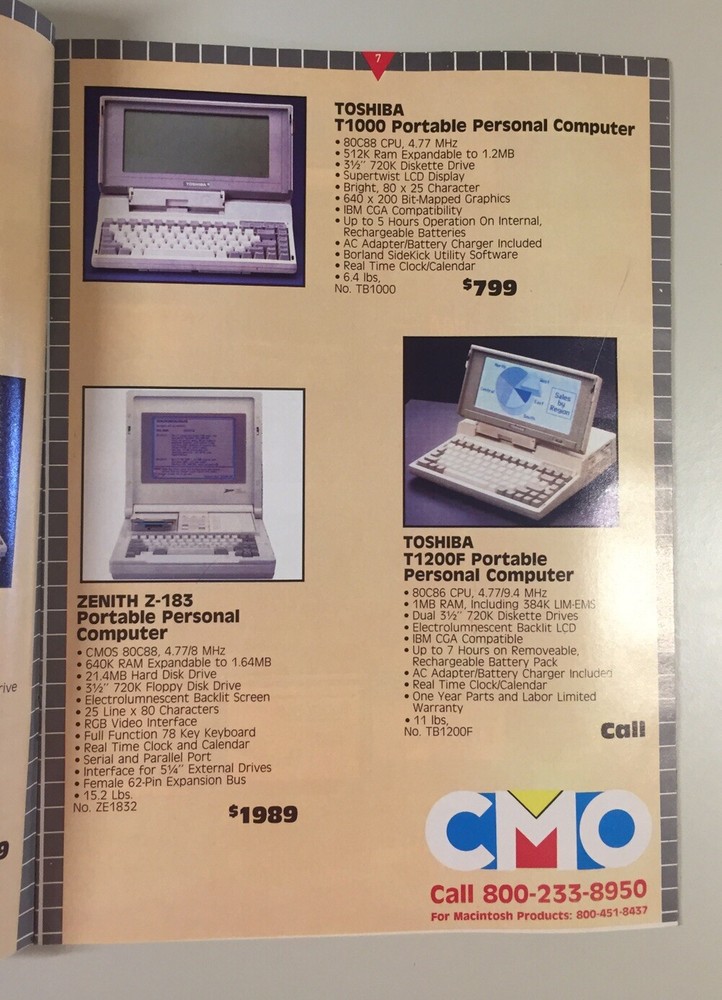 7
TOSHIBA
T1000 Portable Personal Computer
• 80C88 CPU, 4.77 MHz
• 512K Ram Expandable to 1.2MB
• 3½" 720K Diskette Drive
• Supertwist LCD Display
• Bright, 80 x 25 Character
• 640 x 200 Bit-Mapped Graphics
• IBM CGA Compatibility
• Up to 5 Hours Operation On Internal,
Rechargeable Batteries
• AC Adapter/Battery Charger Included
• Borland SideKick Utility Software
• Real Time Clock/Calendar
• 6.4 lbs,
No. TB1000
$799
TOSHIBA
Sales
by
Region
TOSHIBA
T1200F Portable
Personal Computer
• 80C86 CPU, 4.77/9.4 MHz
• 1MB RAM, Including 384K LIM-EMS
• Dual 3½" 720K Diskette Drives
• Electrolumnescent Backlit LCD
• IBM CGA Compatible
• Up to 7 Hours on Removeable,
Rechargeable Battery Pack
• AC Adapter/Battery Charger Included
• Real Time Clock/Calendar
• One Year Parts and Labor Limited
Warranty
• 11 lbs,
No. TB1200F
Call
ZENITH Z-183
Portable Personal
Computer
• CMOS 80C88, 4.77/8 MHz
• 640K RAM Expandable to 1.64MB
• 21.4MB Hard Disk Drive
• 3½" 720K Floppy Disk Drive
• Electrolumnescent Backlit Screen
• 25 Line x 80 Characters
• RGB Video Interface
• Full Function 78 Key Keyboard
• Real Time Clock and Calendar
• Serial and Parallel Port
• Interface for 5¼" External Drives
• Female 62-Pin Expansion Bus
• 15.2 Lbs.
No. ZE1832
$1989
CMO
Call 800-233-8950
For Macintosh Products: 800-451-8437